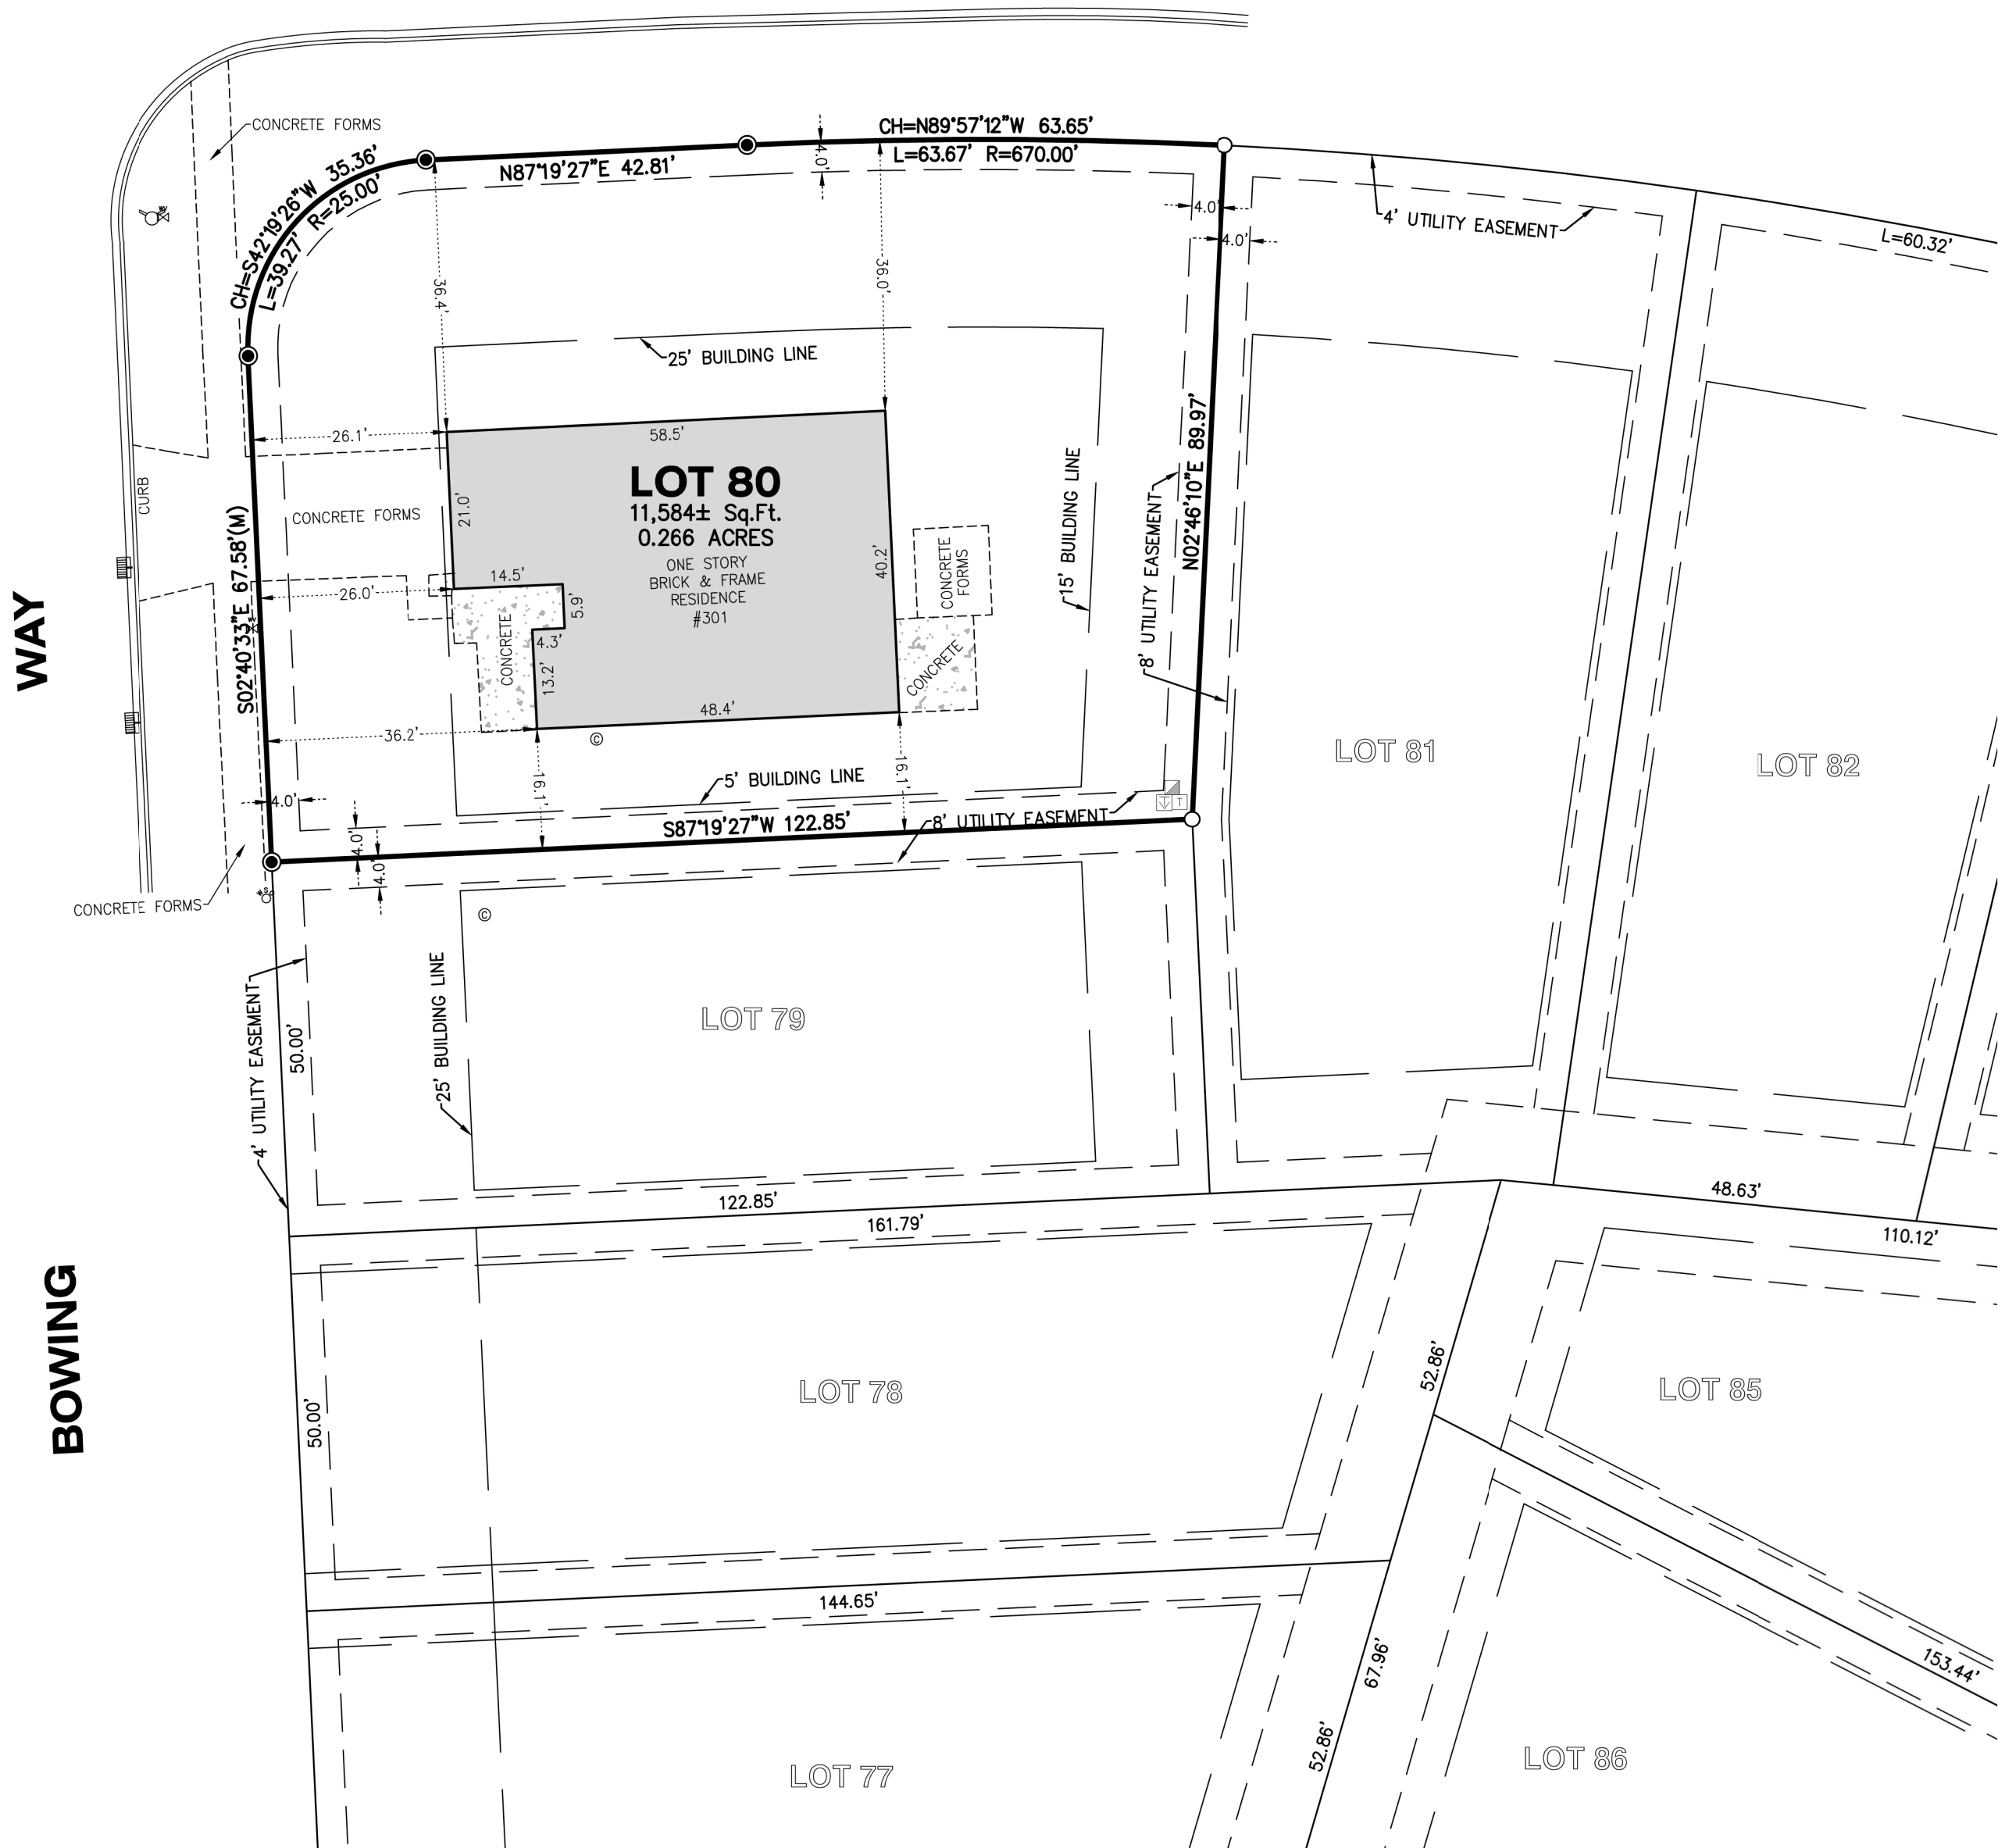 CONCRETE FORMS
CH=N89°57'12"W 63.65'
L=63.67' R=670.00'
4.0'
N87°19'27"E 42.81'
CH=S42°19'26"W 35.36'
L=39.27' R=25.00'
4.0'
4.0'
4' UTILITY EASEMENT
L=60.32'
36.4'
36.0'
25' BUILDING LINE
26.1'
58.5'
LOT 80
11,584± Sq.Ft.
0.266 ACRES
ONE STORY
BRICK & FRAME
RESIDENCE
#301
21.0'
CURB
CONCRETE FORMS
14.5'
26.0'
5.9'
4.3'
13.2'
CONCRETE
40.2'
CONCRETE
FORMS
CONCRETE
15' BUILDING LINE
8' UTILITY EASEMENT
N02°46'10"E 89.97'
S02°40'33"E 67.58'(M)
WAY
48.4'
36.2'
©
16.1'
16.1'
5' BUILDING LINE
4.0'
T
S87°19'27"W 122.85'
8' UTILITY EASEMENT
4.0'
4.0'
S
CONCRETE FORMS
©
LOT 81
LOT 82
LOT 79
4' UTILITY EASEMENT
50.00'
25' BUILDING LINE
122.85'
161.79'
48.63'
110.12'
BOWING
50.00'
LOT 78
52.86'
LOT 85
144.65'
67.96'
153.44'
52.86'
LOT 77
LOT 86